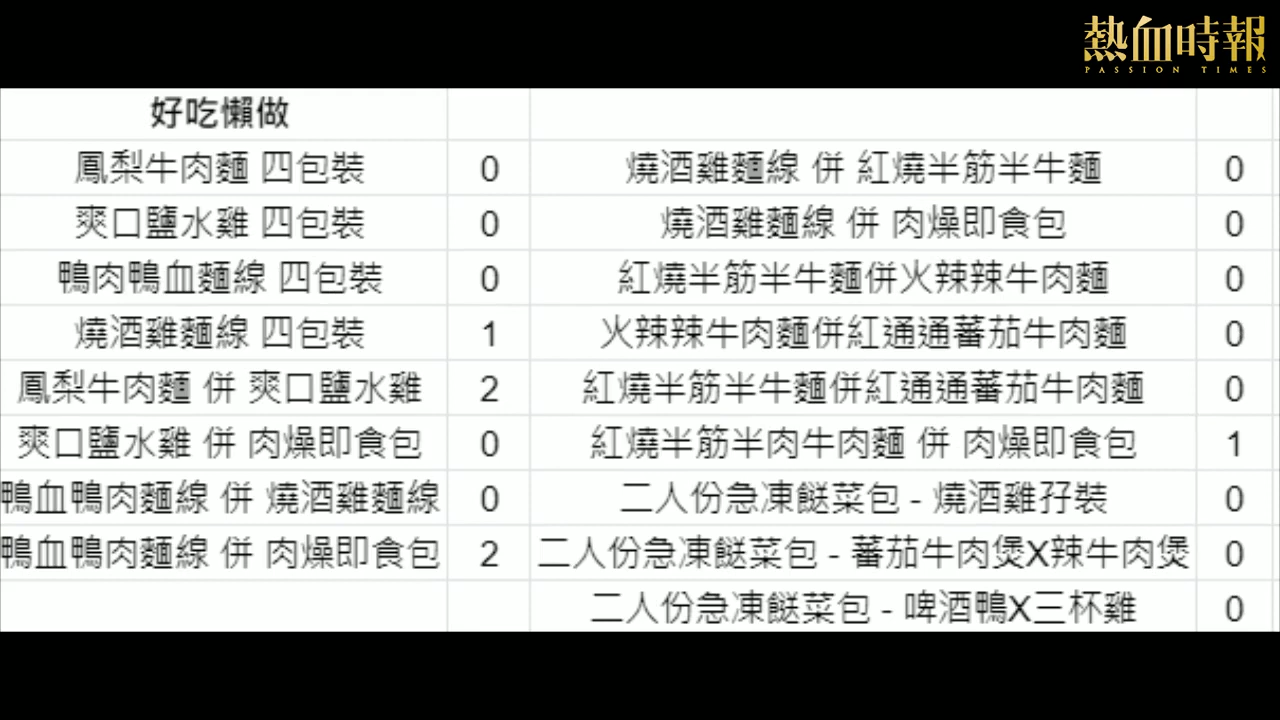 熱血時報
PASSION TIMES
好吃懶做
鳳梨牛肉麵 四包裝 0 燒酒雞麵線 併 紅燒半筋半牛麵 0
爽口鹽水雞 四包裝 0 燒酒雞麵線 併 肉燥即食包 0
鴨肉鴨血麵線 四包裝 0 紅燒半筋半牛麵併火辣辣牛肉麵 0
燒酒雞麵線 四包裝 1 火辣辣牛肉麵併紅通通蕃茄牛肉麵 0
鳳梨牛肉麵 併 爽口鹽水雞 2 紅燒半筋半牛麵併紅通通蕃茄牛肉麵 0
爽口鹽水雞 併 肉燥即食包 0 紅燒半筋半肉牛肉麵 併 肉燥即食包 1
鴨血鴨肉麵線 併 燒酒雞麵線 0 二人份急凍餸菜包 - 燒酒雞孖裝 0
鴨血鴨肉麵線 併 肉燥即食包 2 二人份急凍餸菜包 - 蕃茄牛肉煲X辣牛肉煲 0
二人份急凍餸菜包 - 啤酒鴨X三杯雞 0